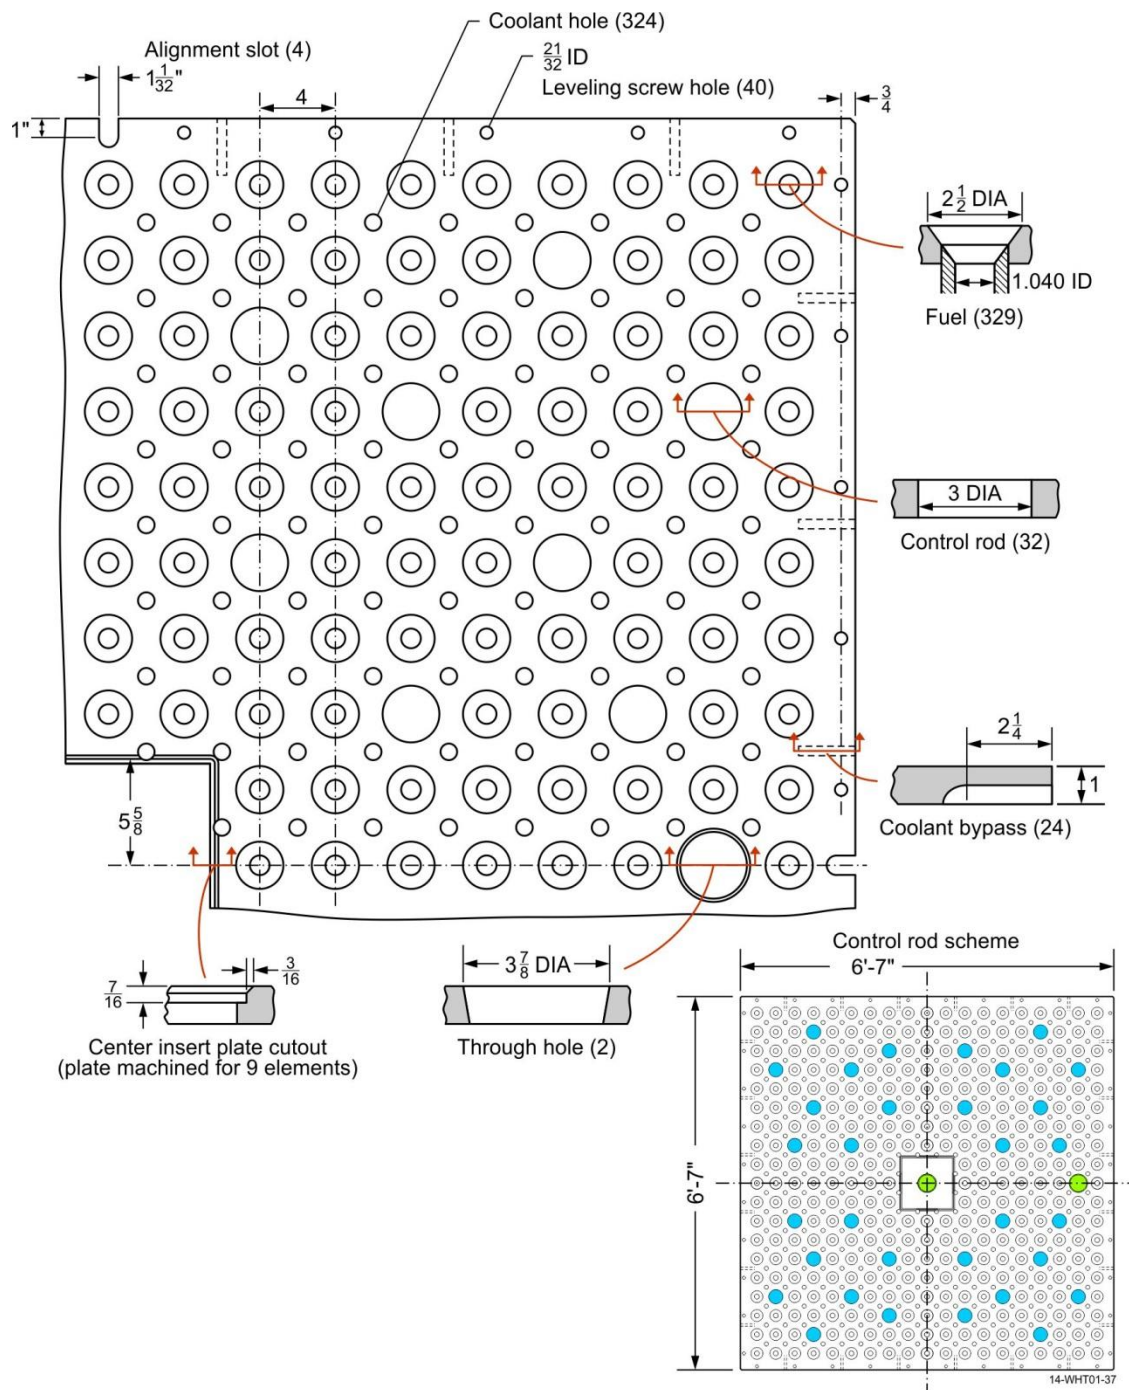 Coolant hole (324)
Alignment slot (4)
1 1/32"
21/32 ID
Leveling screw hole (40)
4
3/4
1"
2 1/2 DIA
1.040 ID
Fuel (329)
3 DIA
Control rod (32)
2 1/4
1
Coolant bypass (24)
5 5/8
7/16
3/16
Center insert plate cutout
(plate machined for 9 elements)
3 7/8 DIA
Through hole (2)
Control rod scheme
6'-7"
6'-7"
14-WHT01-37